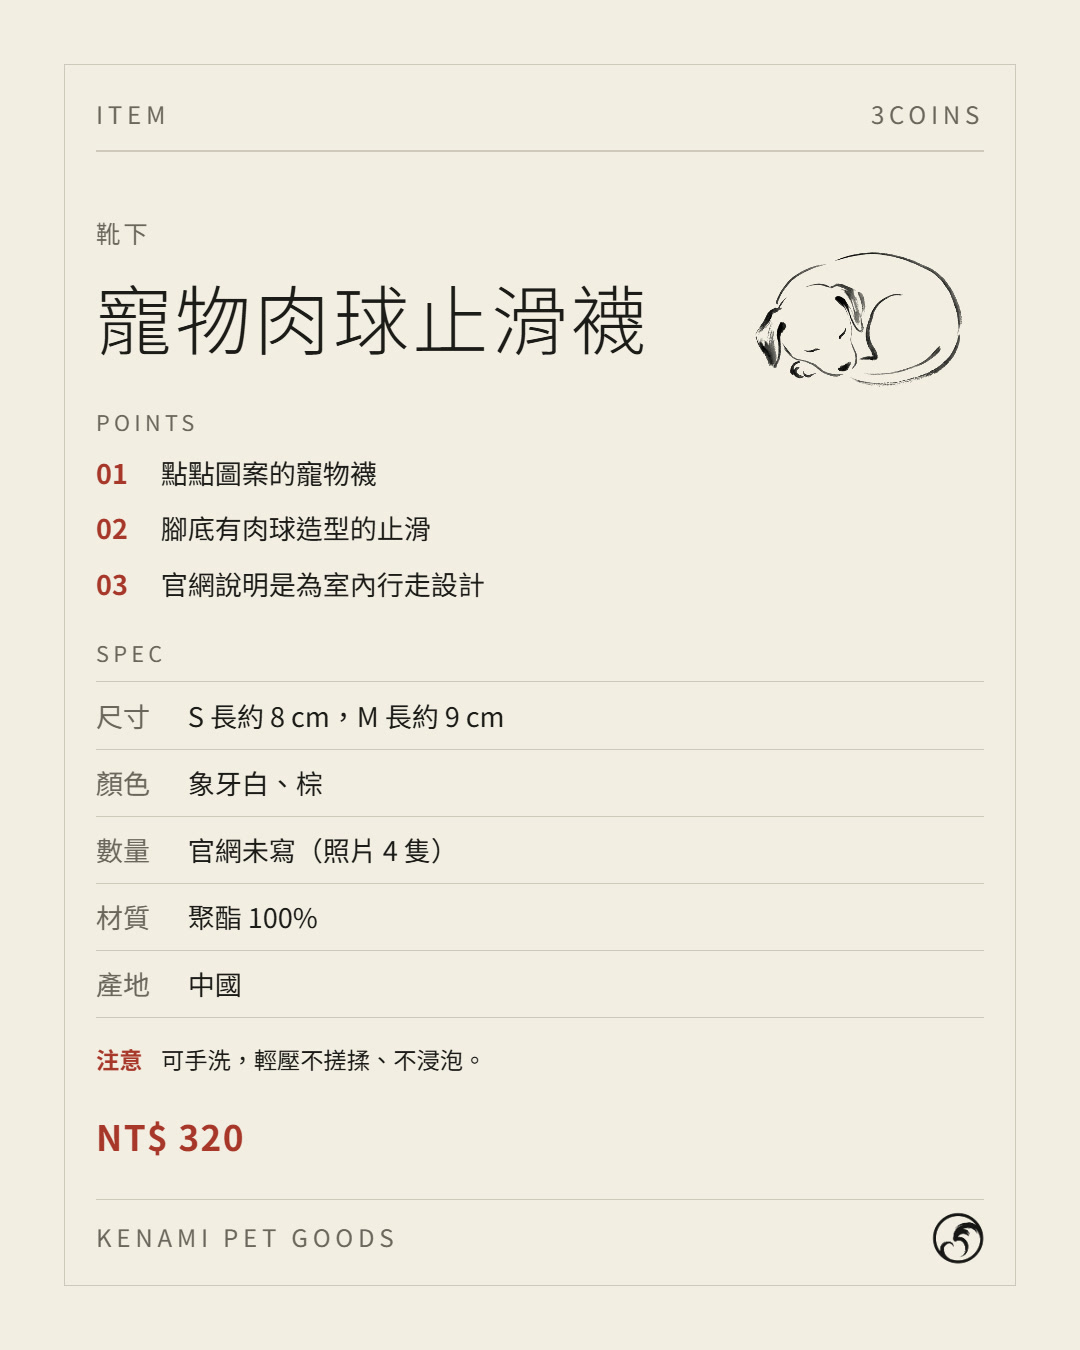 ITEM
3COINS
靴下
寵物肉球止滑襪
POINTS
01 點點圖案的寵物襪
02 腳底有肉球造型的止滑
03 官網說明是為室內行走設計
SPEC
尺寸 S 長約 8 cm，M 長約 9 cm
顏色 象牙白、棕
數量 官網未寫（照片 4 隻）
材質 聚酯 100%
產地 中國
注意 可手洗，輕壓不搓揉、不浸泡。
NT$ 320
KENAMI PET GOODS